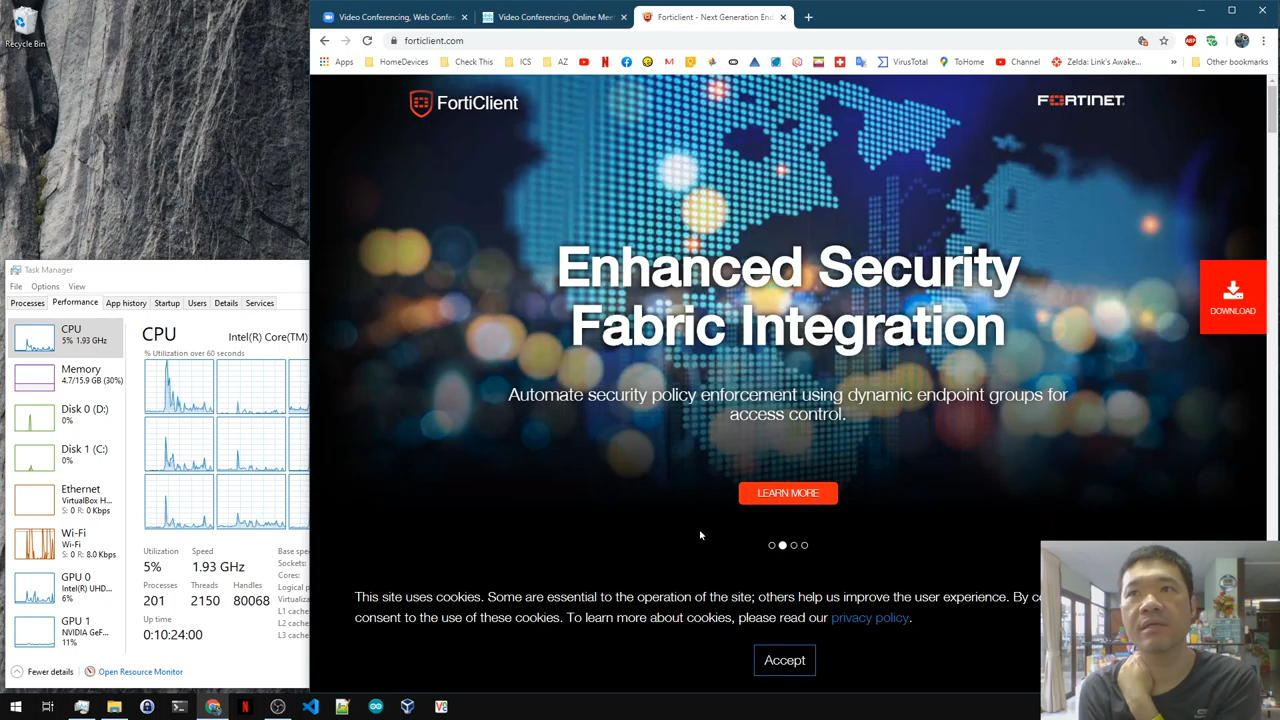 Recycle Bin
Video Conferencing, Web Confe
Video Conferencing, Online Mee
Forticlient - Next Generation End
forticlient.com
Apps
HomeDevices
Check This
ICS
AZ
VirusTotal
ToHome
Channel
Zelda: Link's Awake...
»
Other bookmarks
FortiClient
FORTINET
Enhanced Security
Fabric Integration
Automate security policy enforcement using dynamic endpoint groups for
access control.
LEARN MORE
DOWNLOAD
This site uses cookies. Some are essential to the operation of the site; others help us improve the user experience. By c
consent to the use of these cookies. To learn more about cookies, please read our privacy policy.
Accept
Task Manager
File Options View
Processes Performance App history Startup Users Details Services
CPU
5% 1.93 GHz
Memory
4.7/15.9 GB (30%)
Disk 0 (D:)
0%
Disk 1 (C:)
0%
Ethernet
VirtualBox H...
S: 0 R: 0 Kbps
Wi-Fi
Wi-Fi
S: 0 R: 8.0 Kbps
GPU 0
Intel(R) UHD...
6%
GPU 1
NVIDIA GeF...
11%
CPU Intel(R) Core(TM)
% Utilization over 60 seconds
Utilization Speed Base spe
5% 1.93 GHz Sockets:
Cores:
Processes Threads Handles Logical p
201 2150 80068 Virtualiza
Up time L1 cache
0:10:24:00 L2 cache
L3 cache
Fewer details Open Resource Monitor